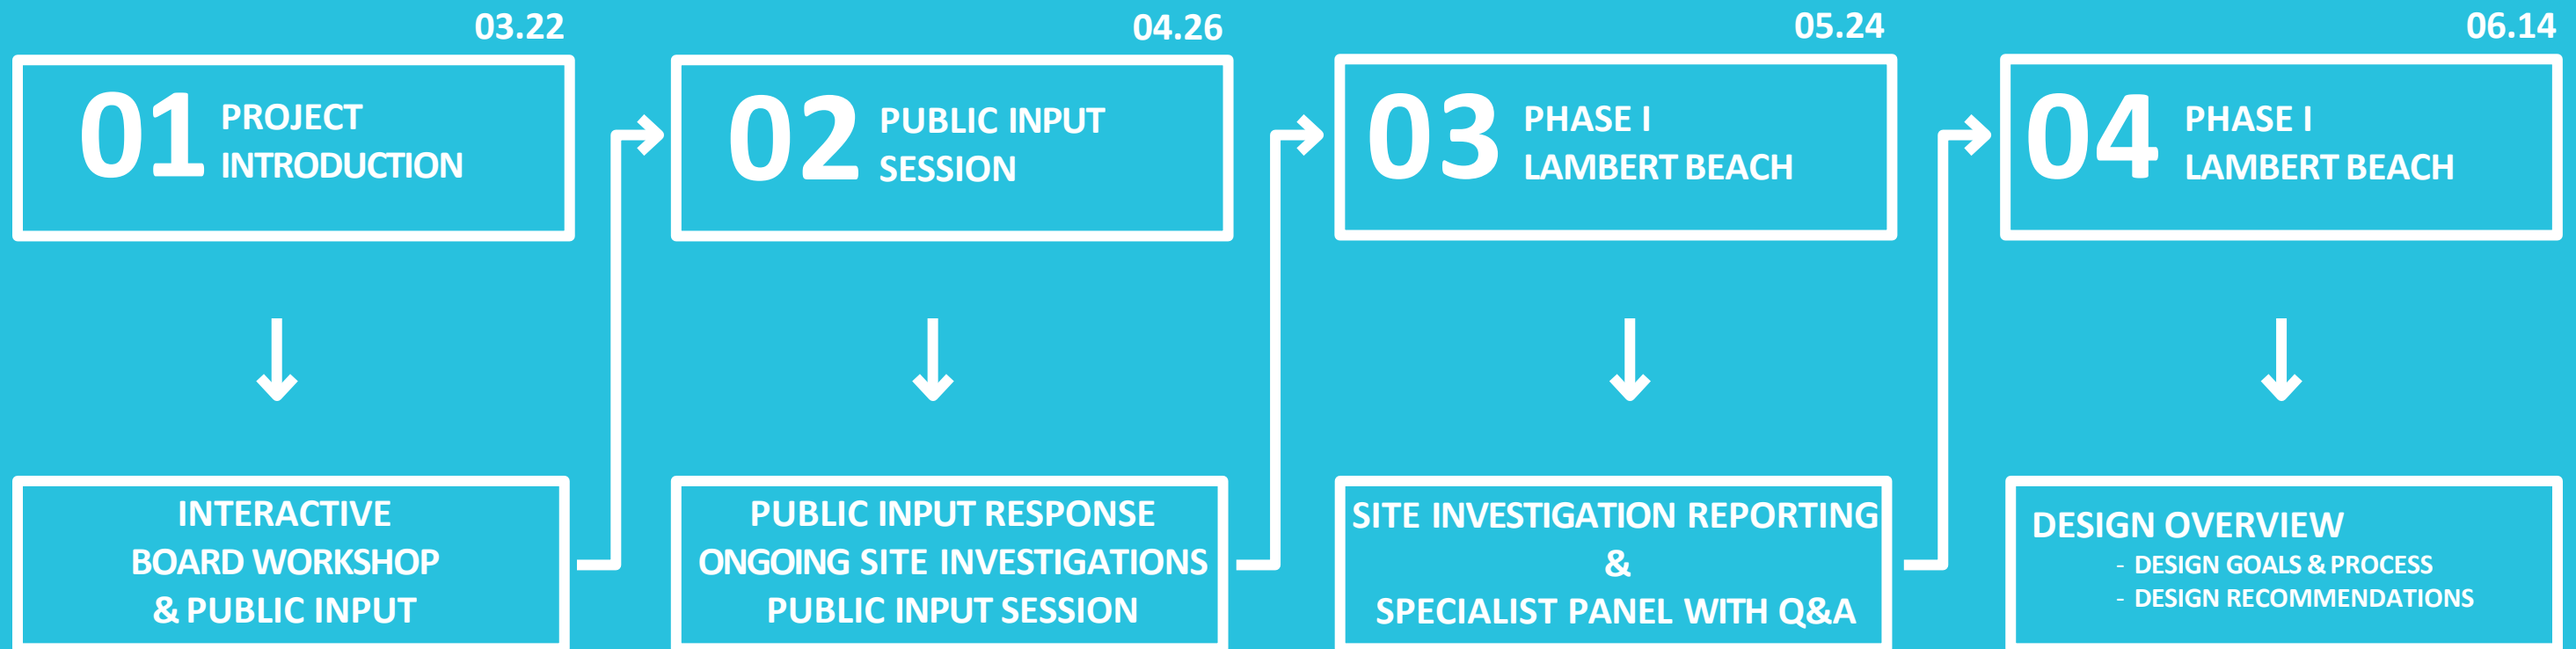 03.22
01
PROJECT
INTRODUCTION
INTERACTIVE
BOARD WORKSHOP
& PUBLIC INPUT
04.26
02
PUBLIC INPUT
SESSION
PUBLIC INPUT RESPONSE
ONGOING SITE INVESTIGATIONS
PUBLIC INPUT SESSION
05.24
03
PHASE I
LAMBERT BEACH
SITE INVESTIGATION REPORTING
&
SPECIALIST PANEL WITH Q&A
06.14
04
PHASE I
LAMBERT BEACH
DESIGN OVERVIEW
- DESIGN GOALS & PROCESS
- DESIGN RECOMMENDATIONS